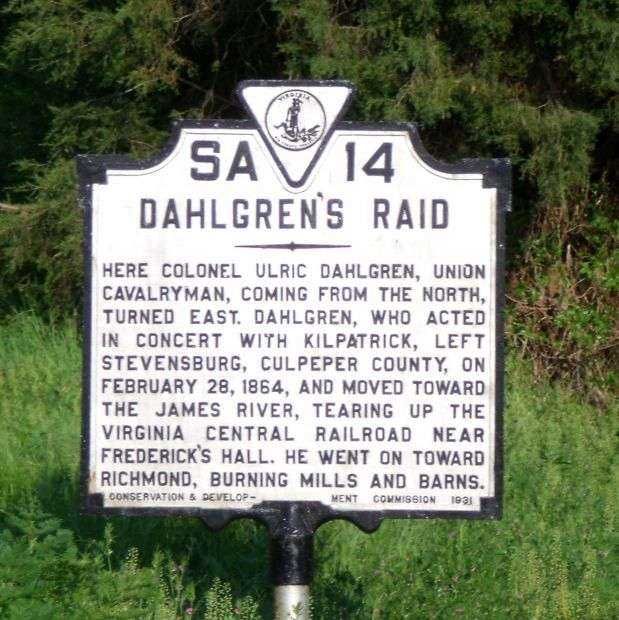 VIRGINIA
SA 14
DAHLGREN'S RAID
HERE COLONEL ULRIC DAHLGREN, UNION
CAVALRYMAN, COMING FROM THE NORTH,
TURNED EAST. DAHLGREN, WHO ACTED
IN CONCERT WITH KILPATRICK, LEFT
STEVENSBURG, CULPEPER COUNTY, ON
FEBRUARY 28, 1864, AND MOVED TOWARD
THE JAMES RIVER, TEARING UP THE
VIRGINIA CENTRAL RAILROAD NEAR
FREDERICK'S HALL. HE WENT ON TOWARD
RICHMOND, BURNING MILLS AND BARNS.
CONSERVATION & DEVELOP- MENT COMMISSION 1931